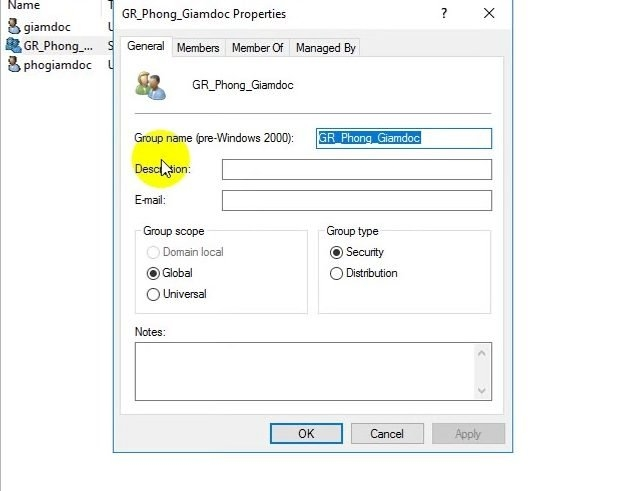 Name
giamdoc
GR_Phong_...
phogiamdoc
GR_Phong_Giamdoc Properties
?
General
Members
Member Of
Managed By
GR_Phong_Giamdoc
Group name (pre-Windows 2000):
GR_Phong_Giamdoc
Description:
E-mail:
Group scope
Domain local
Global
Universal
Group type
Security
Distribution
Notes:
OK
Cancel
Apply